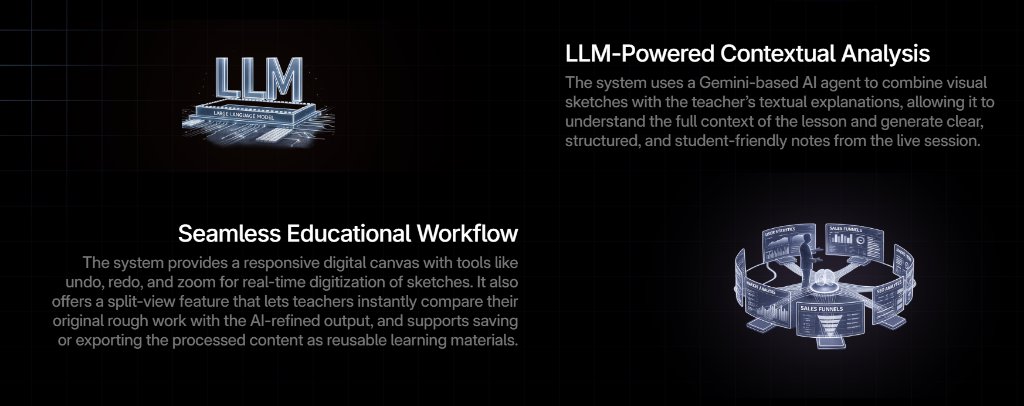 LLM
LARGE LANGUAGE MODEL
LLM-Powered Contextual Analysis
The system uses a Gemini-based AI agent to combine visual
sketches with the teacher's textual explanations, allowing it to
understand the full context of the lesson and generate clear,
structured, and student-friendly notes from the live session.
Seamless Educational Workflow
The system provides a responsive digital canvas with tools like
undo, redo, and zoom for real-time digitization of sketches. It also
offers a split-view feature that lets teachers instantly compare their
original rough work with the AI-refined output, and supports saving
or exporting the processed content as reusable learning materials.
SALES FUNNELS
SALES FUNNELS